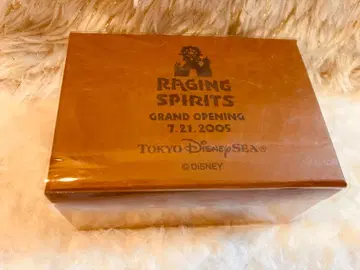 RAGING
SPIRITS
GRAND OPENING
7.21.2005
TOKYO DISNEYSEA®
© DISNEY